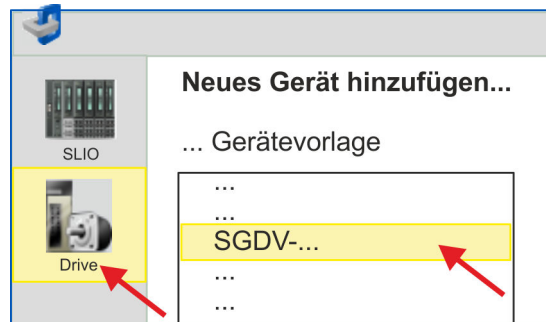 Neues Gerät hinzufügen...
SLIO
... Gerätevorlage
...
...
SGDV-...
Drive
...
...